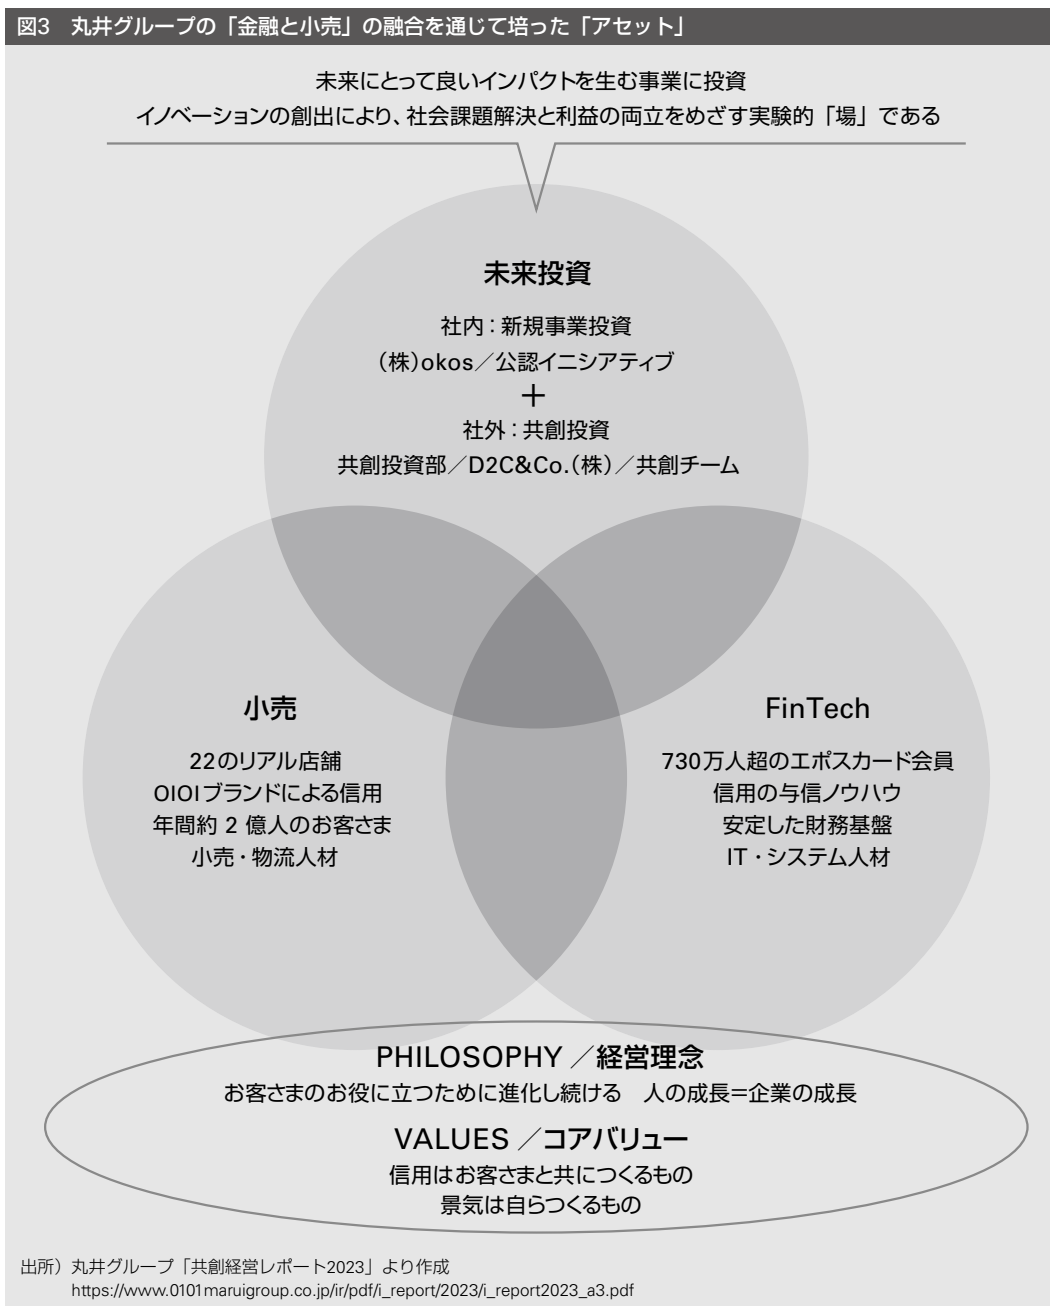 図3　丸井グループの「金融と小売」の融合を通じて培った「アセット」
未来にとって良いインパクトを生む事業に投資
イノベーションの創出により、社会課題解決と利益の両立をめざす実験的「場」である
未来投資
社内：新規事業投資
（株）okos／公認イニシアティブ
＋
社外：共創投資
共創投資部／D2C&Co.（株）／共創チーム
小売
22のリアル店舗
OIOIブランドによる信用
年間約 2 億人のお客さま
小売・物流人材
FinTech
730万人超のエポスカード会員
信用の与信ノウハウ
安定した財務基盤
IT・システム人材
PHILOSOPHY ／経営理念
お客さまのお役に立つために進化し続ける　人の成長=企業の成長
VALUES ／コアバリュー
信用はお客さまと共につくるもの
景気は自らつくるもの
出所）丸井グループ「共創経営レポート2023」より作成
https://www.0101maruigroup.co.jp/ir/pdf/i_report/2023/i_report2023_a3.pdf